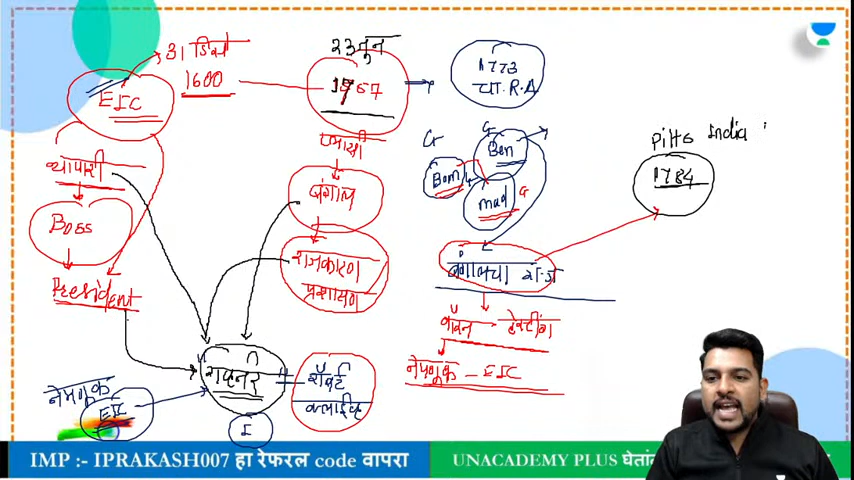 31 डिसें
1600
EIC
व्यापारी
Boss
President
नेमणूक
EIC
23 जून
1757
प्लासी
बंगाल
राजकारण
प्रशासन
गव्हर्नर
I
रॉबर्ट
क्लाईव्ह
1773
चा. R.A
G
G
Ben
Bom
mad
G
बंगालचा ग.ज
वॉरन
हेस्टींग
नेमणूक - EIC
Pitts India
1784
IMP :- IPRAKASH007 हा रेफरल code वापरा
UNACADEMY PLUS घेतांना